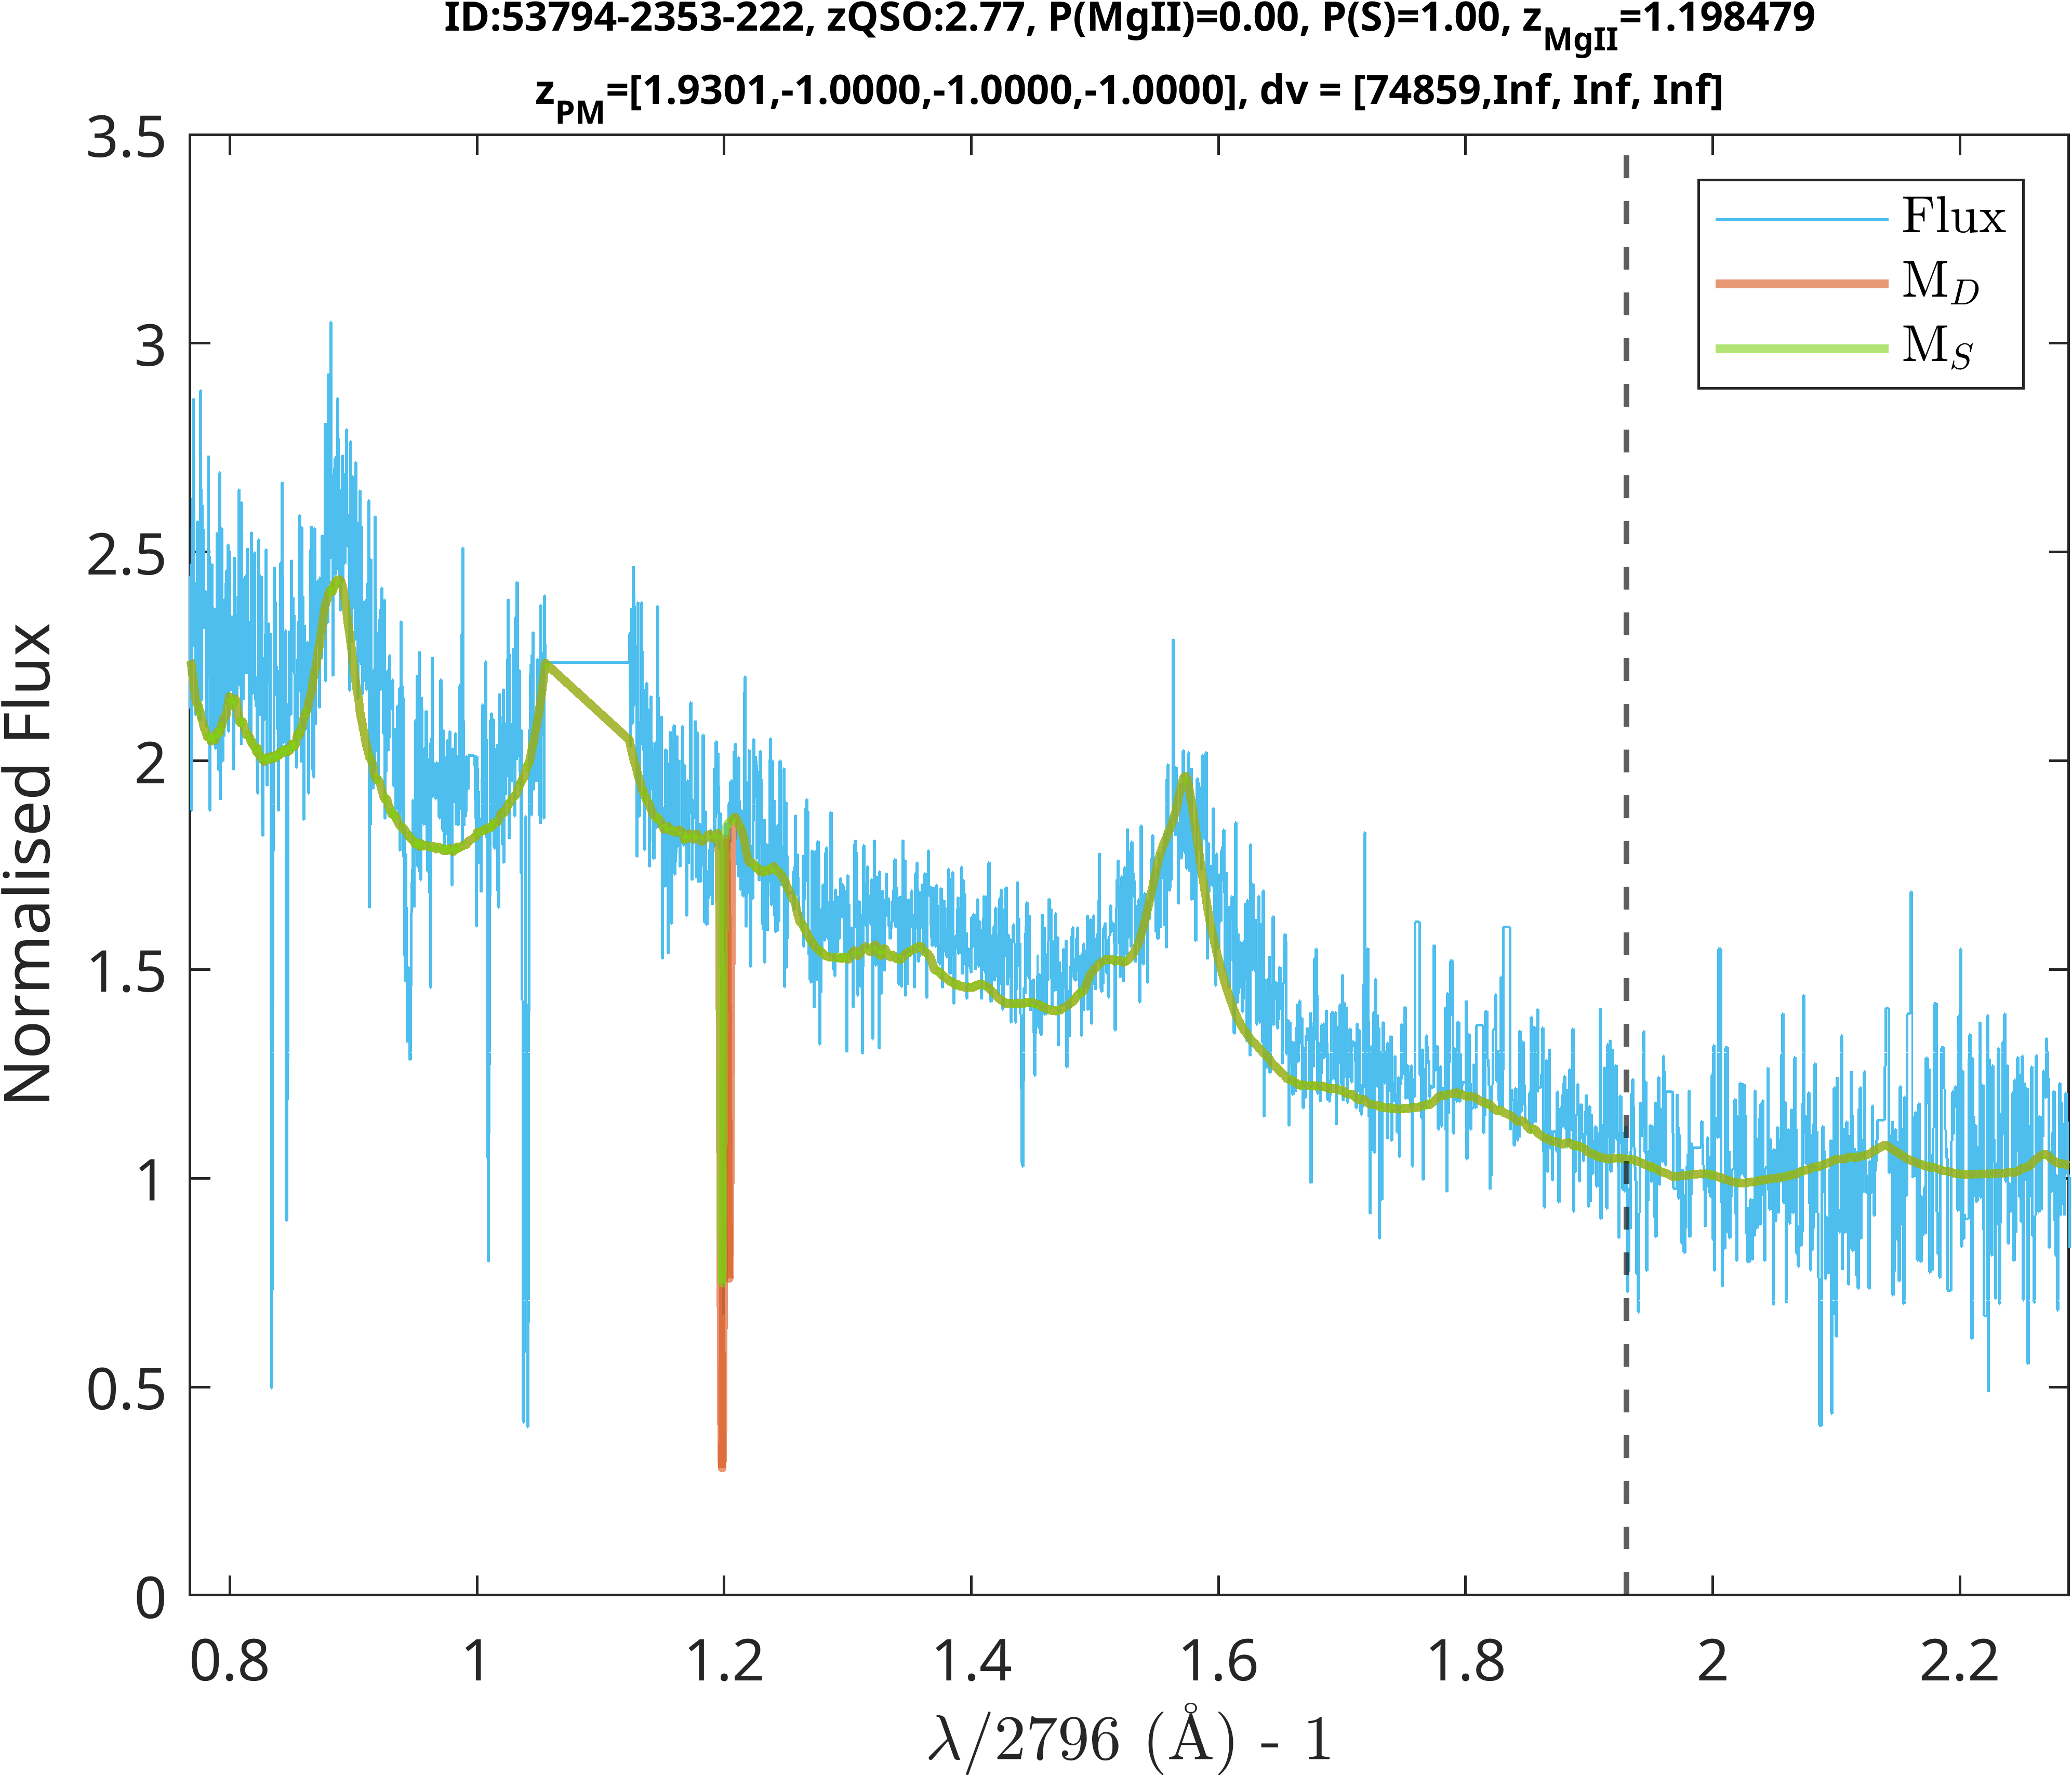 ID:53794-2353-222, zQSO:2.77, P(MgII)=0.00, P(S)=1.00, zMgII=1.198479
zPM=[1.9301,-1.0000,-1.0000,-1.0000], dv = [74859,Inf, Inf, Inf]
3.5
3
2.5
2
1.5
1
0.5
0
Normalised Flux
Flux
MD
MS
0.8
1
1.2
1.4
1.6
1.8
2
2.2
λ/2796 (Å) - 1